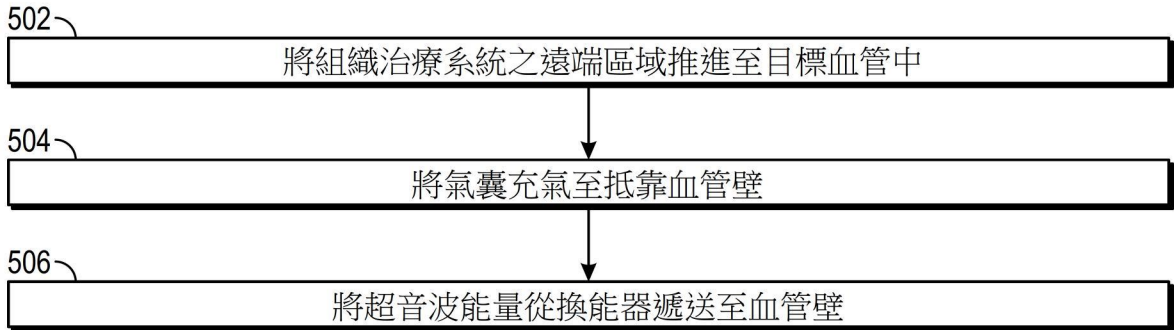 502
將組織治療系統之遠端區域推進至目標血管中
504
將氣囊充氣至抵靠血管壁
506
將超音波能量從換能器遞送至血管壁